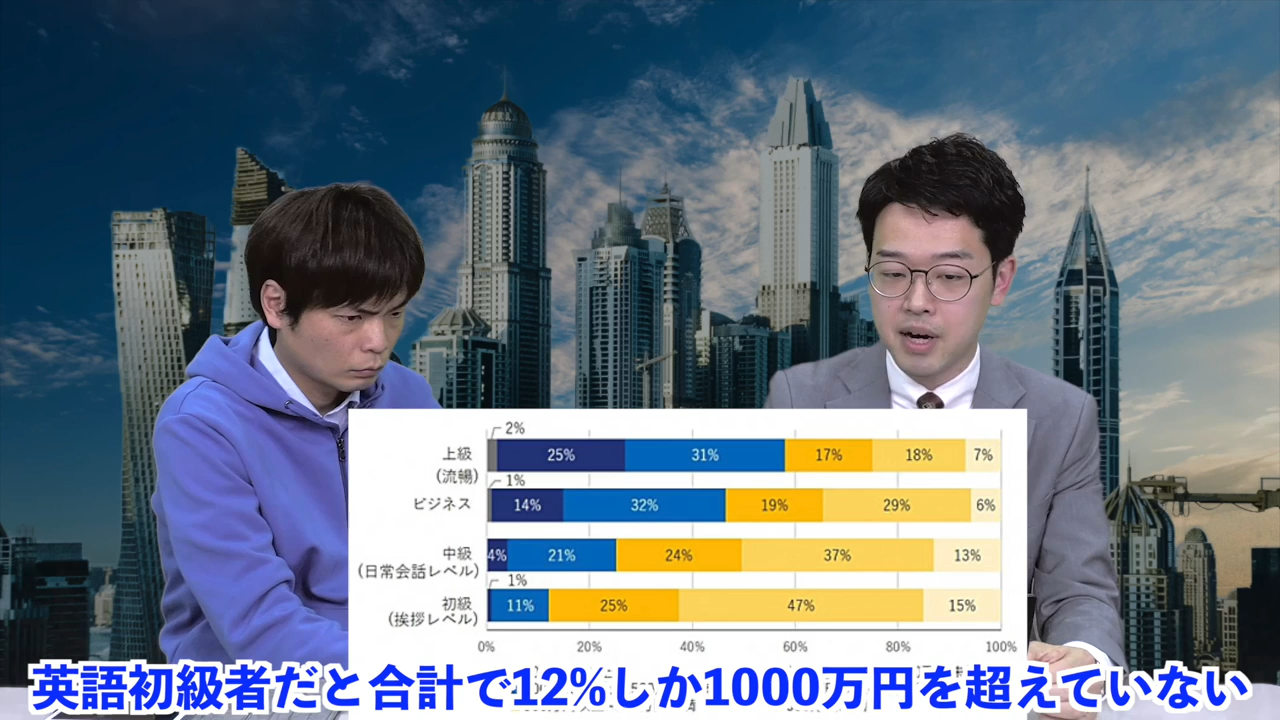 2%
上級
(流暢)
25% 31% 17% 18% 7%
1%
ビジネス
14% 32% 19% 29% 6%
中級
(日常会話レベル)
4% 21% 24% 37% 13%
1%
初級
(挨拶レベル)
11% 25% 47% 15%
0% 20% 40% 60% 80% 100%
英語初級者だと合計で12%しか1000万円を超えていない